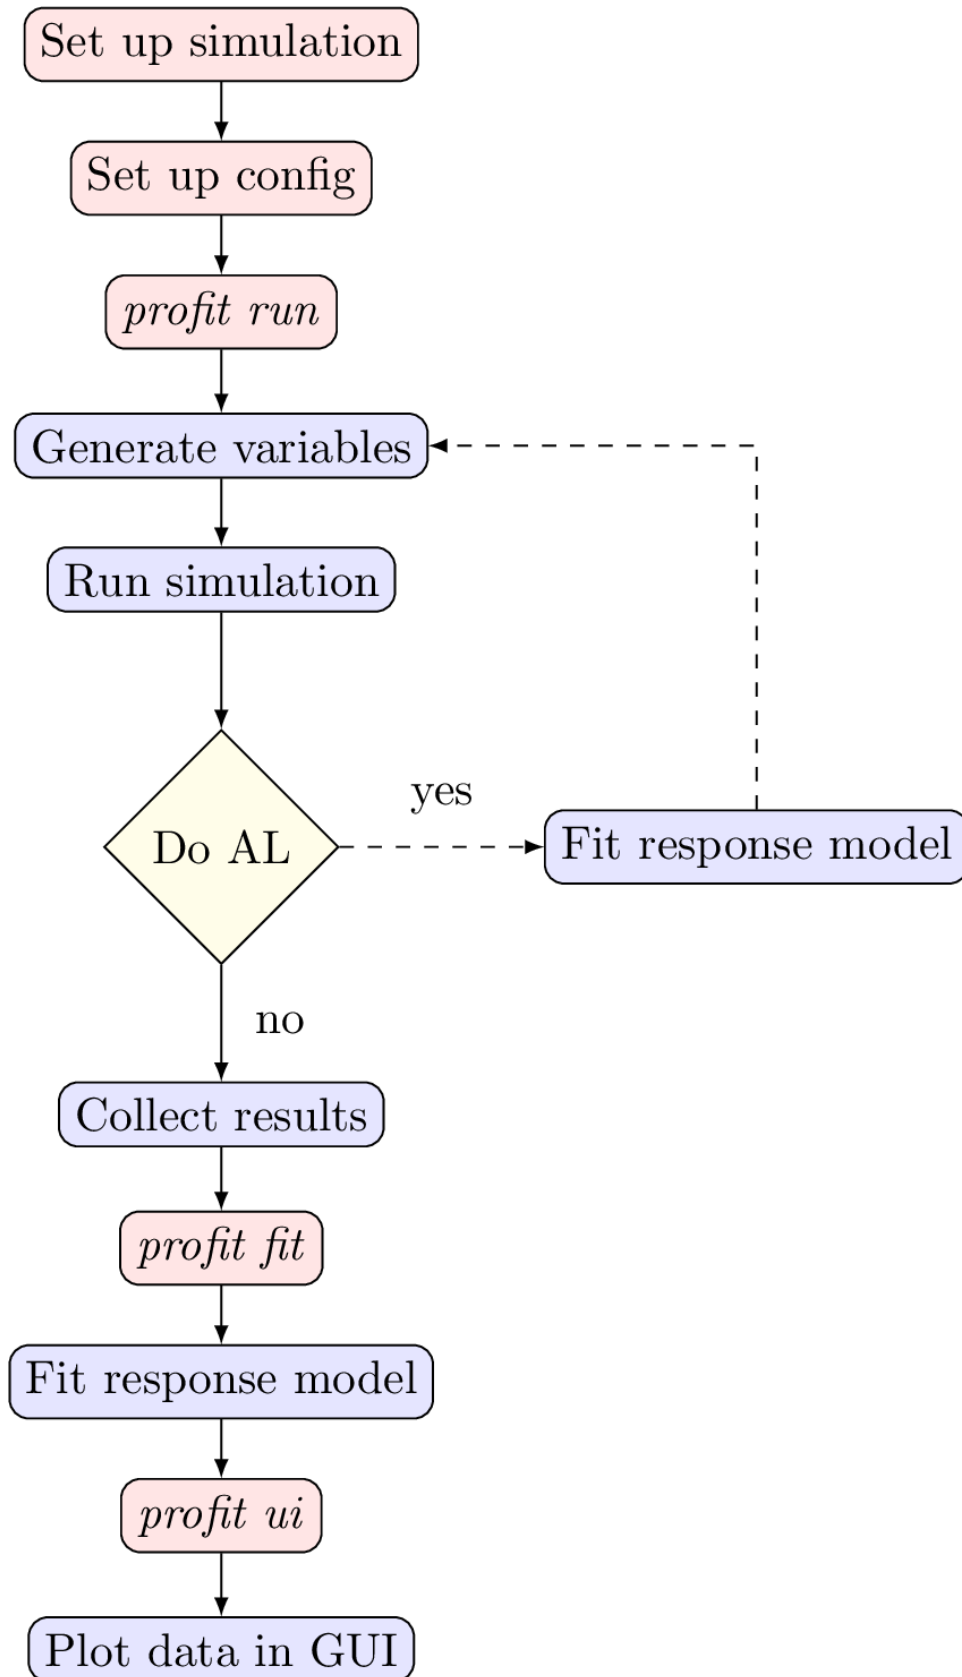 Set up simulation
Set up config
profit run
Generate variables
Run simulation
yes
Do AL
Fit response model
no
Collect results
profit fit
Fit response model
profit ui
Plot data in GUI